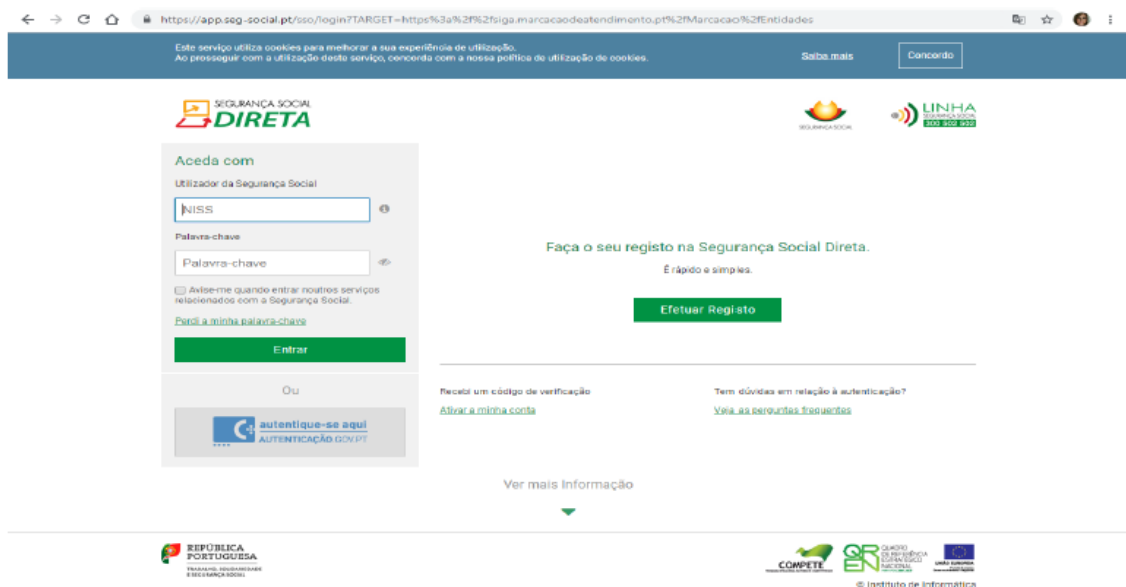 https://app.seg-social.pt/sso/login?TARGET=https%3a%2f%2fsiga.marcacaodeatendimento.pt%2fMarcacao%2fEntidades
Este serviço utiliza cookies para melhorar a sua experiência de utilização.
Ao prosseguir com a utilização deste serviço, concorda com a nossa política de utilização de cookies.
Saiba mais
Concordo
SEGURANÇA SOCIAL
DIRETA
SEGURANÇA SOCIAL
LINHA
SEGURANÇA SOCIAL
300 502 502
Aceda com
Utilizador da Segurança Social
NISS
Palavra-chave
Palavra-chave
Avise-me quando entrar noutros serviços
relacionados com a Segurança Social.
Perdi a minha palavra-chave
Entrar
Ou
autentique-se aqui
AUTENTICAÇÃO GOV.PT
Faça o seu registo na Segurança Social Direta.
É rápido e simples.
Efetuar Registo
Recebi um código de verificação
Ativar a minha conta
Tem dúvidas em relação à autenticação?
Veja as perguntas frequentes
Ver mais Informação
REPÚBLICA
PORTUGUESA
TRABALHO, SOLIDARIEDADE
E SEGURANÇA SOCIAL
COMPETE
QREN
QUADRO
DE REFERÊNCIA
ESTRATÉGICO
NACIONAL
UNIÃO EUROPEIA
© Instituto de Informática